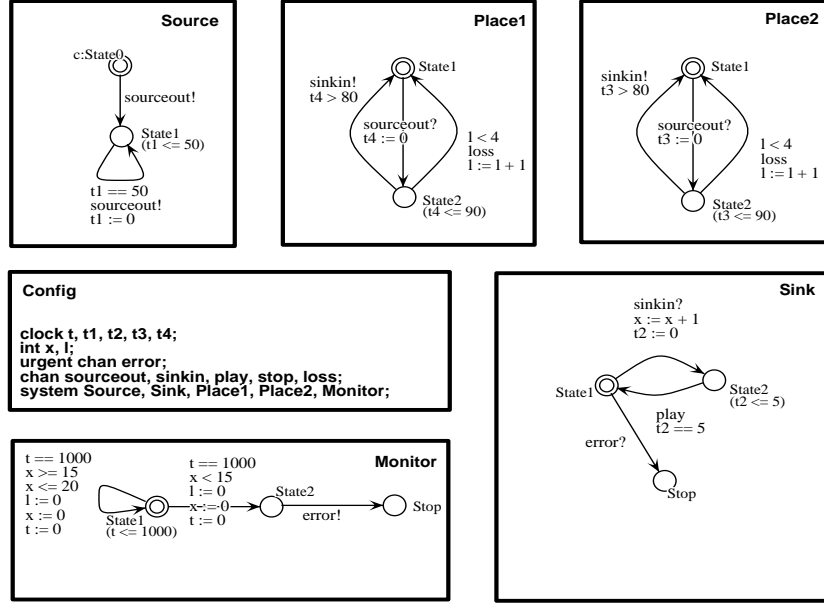 Source
c:State0
sourceout!
State1
(t1 <= 50)
t1 == 50
sourceout!
t1 := 0
Place1
State1
sinkin!
t4 > 80
sourceout?
t4 := 0
l < 4
loss
l := l + 1
State2
(t4 <= 90)
Place2
State1
sinkin!
t3 > 80
sourceout?
t3 := 0
l < 4
loss
l := l + 1
State2
(t3 <= 90)
Config
clock t, t1, t2, t3, t4;
int x, l;
urgent chan error;
chan sourceout, sinkin, play, stop, loss;
system Source, Sink, Place1, Place2, Monitor;
Sink
sinkin?
x := x + 1
t2 := 0
State1
State2
(t2 <= 5)
play
t2 == 5
error?
Stop
Monitor
t == 1000
x >= 15
x <= 20
l := 0
x := 0
t := 0
State1
(t <= 1000)
t == 1000
x < 15
l := 0
x := 0
t := 0
State2
error!
Stop